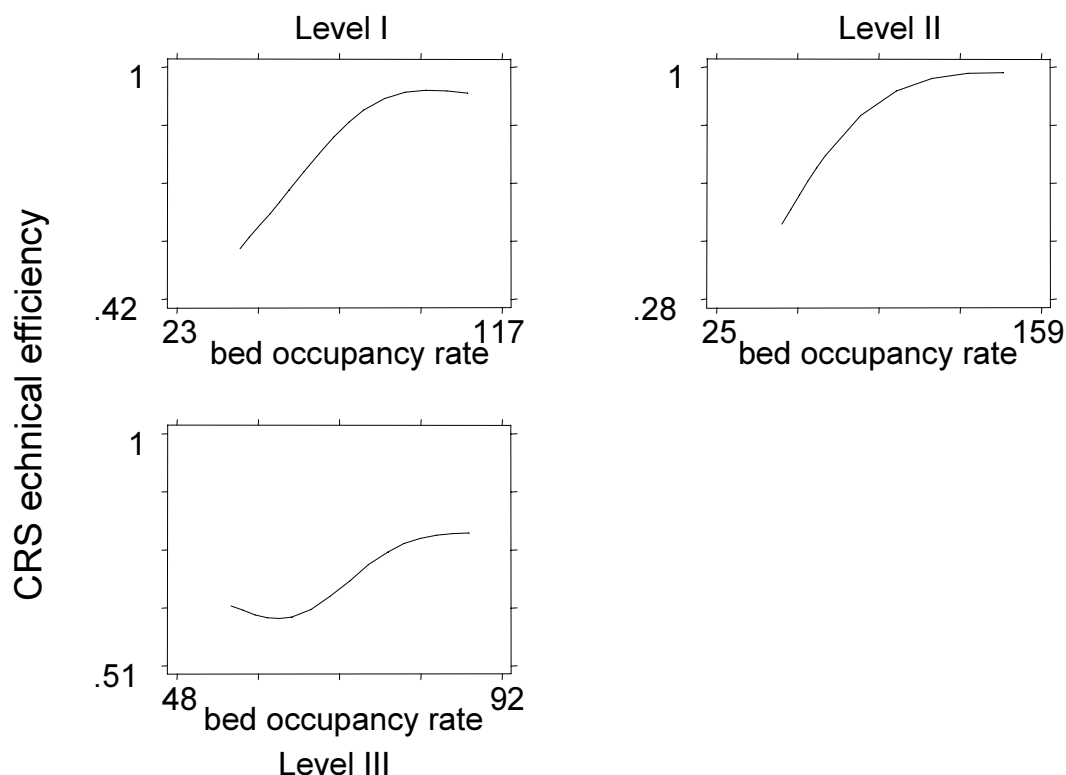 Level I
1
.42
23
117
bed occupancy rate
Level II
1
.28
25
159
bed occupancy rate
CRS echnical efficiency
1
.51
48
92
bed occupancy rate
Level III